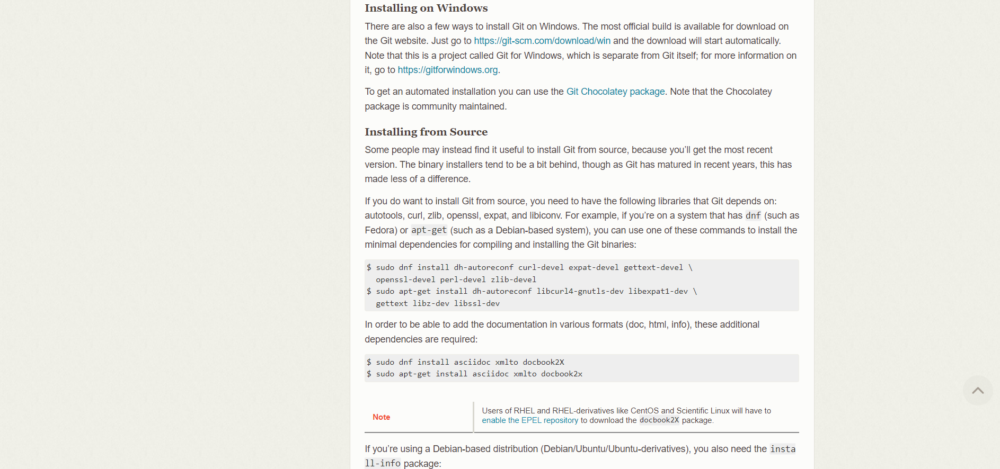 Installing on Windows
There are also a few ways to install Git on Windows. The most official build is available for download on
the Git website. Just go to https://git-scm.com/download/win and the download will start automatically.
Note that this is a project called Git for Windows, which is separate from Git itself; for more information on
it, go to https://gitforwindows.org.
To get an automated installation you can use the Git Chocolatey package. Note that the Chocolatey
package is community maintained.
Installing from Source
Some people may instead find it useful to install Git from source, because you’ll get the most recent
version. The binary installers tend to be a bit behind, though as Git has matured in recent years, this has
made less of a difference.
If you do want to install Git from source, you need to have the following libraries that Git depends on:
autotools, curl, zlib, openssl, expat, and libiconv. For example, if you’re on a system that has dnf (such as
Fedora) or apt-get (such as a Debian-based system), you can use one of these commands to install the
minimal dependencies for compiling and installing the Git binaries:
$ sudo dnf install dh-autoreconf curl-devel expat-devel gettext-devel \
  openssl-devel perl-devel zlib-devel
$ sudo apt-get install dh-autoreconf libcurl4-gnutls-dev libexpat1-dev \
  gettext libz-dev libssl-dev
In order to be able to add the documentation in various formats (doc, html, info), these additional
dependencies are required:
$ sudo dnf install asciidoc xmlto docbook2X
$ sudo apt-get install asciidoc xmlto docbook2x
Note
Users of RHEL and RHEL-derivatives like CentOS and Scientific Linux will have to
enable the EPEL repository to download the docbook2X package.
If you’re using a Debian-based distribution (Debian/Ubuntu/Ubuntu-derivatives), you also need the insta
ll-info package: